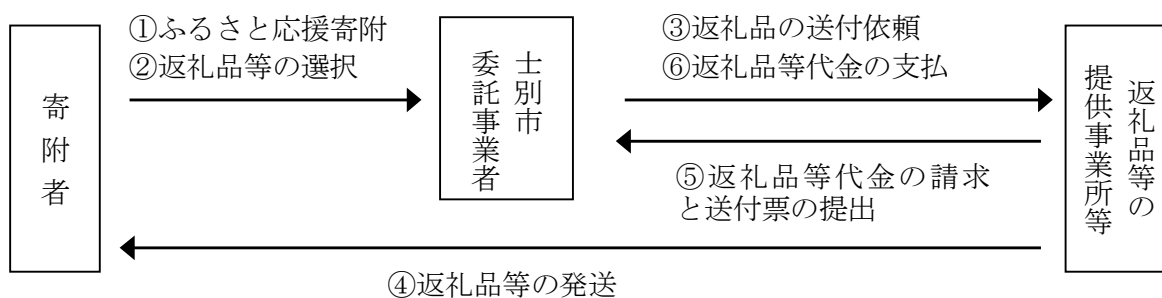 ①ふるさと応援寄附
②返礼品等の選択
③返礼品の送付依頼
⑥返礼品等代金の支払
寄附者
士別市
委託事業者
返礼品等の
提供事業所等
⑤返礼品等代金の請求
と送付票の提出
④返礼品等の発送